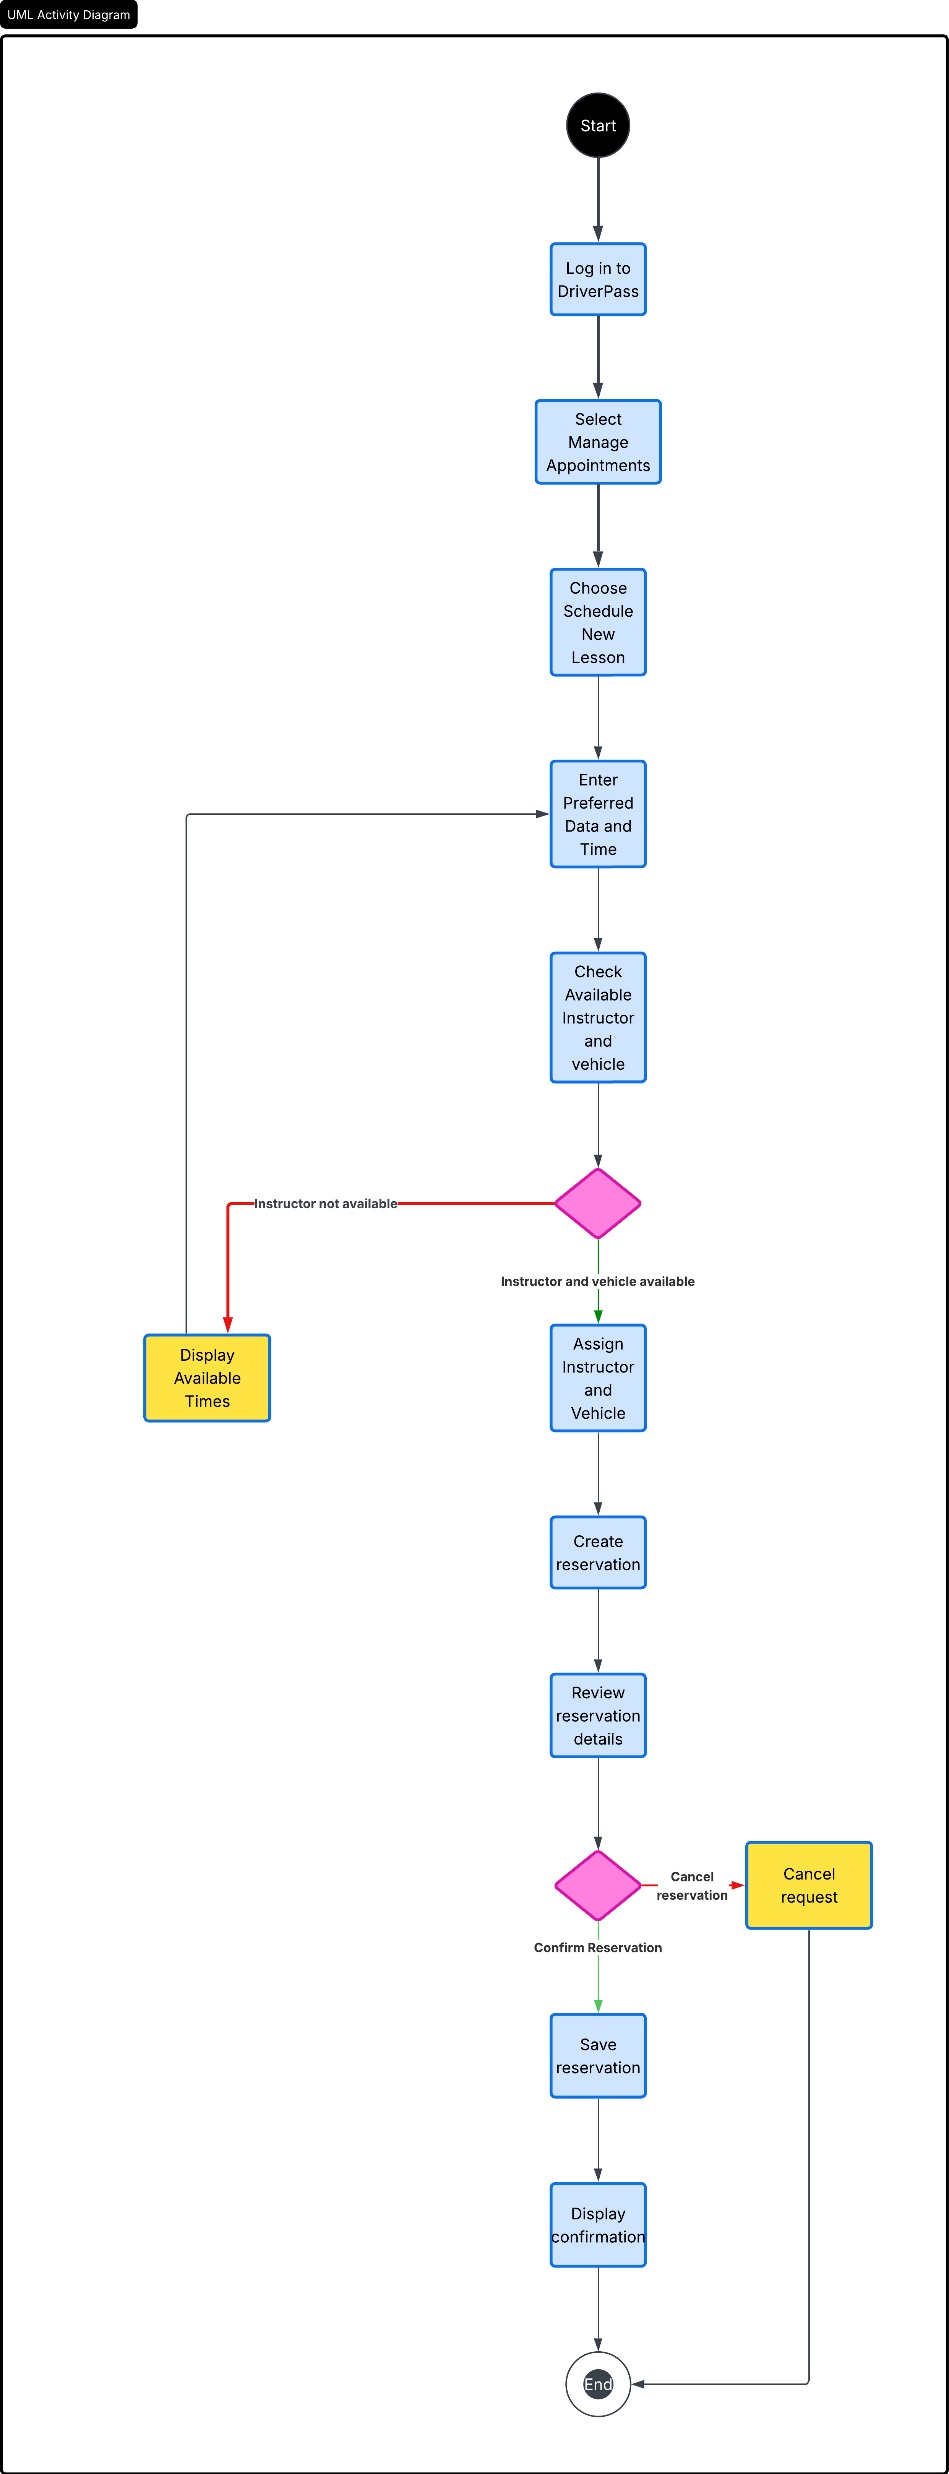 UML Activity Diagram
Start
Log in to
DriverPass
Select
Manage
Appointments
Choose
Schedule
New
Lesson
Enter
Preferred
Data and
Time
Check
Available
Instructor
and
vehicle
Instructor not available
Instructor and vehicle available
Display
Available
Times
Assign
Instructor
and
Vehicle
Create
reservation
Review
reservation
details
Cancel
reservation
Cancel
request
Confirm Reservation
Save
reservation
Display
confirmation
End